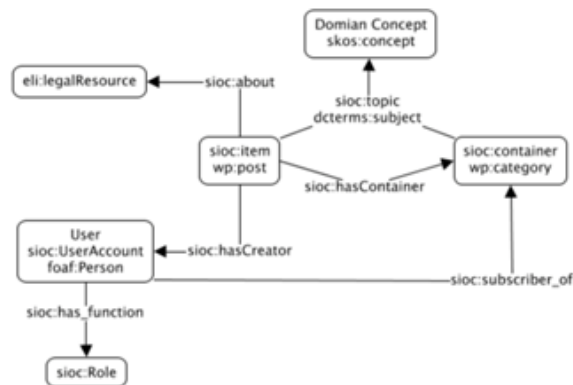 Domian Concept
skos:concept
eli:legalResource
sioc:about
sioc:topic
dcterms:subject
sioc:item
wp:post
sioc:container
wp:category
sioc:hasContainer
User
sioc:UserAccount
foaf:Person
sioc:hasCreator
sioc:subscriber_of
sioc:has_function
sioc:Role